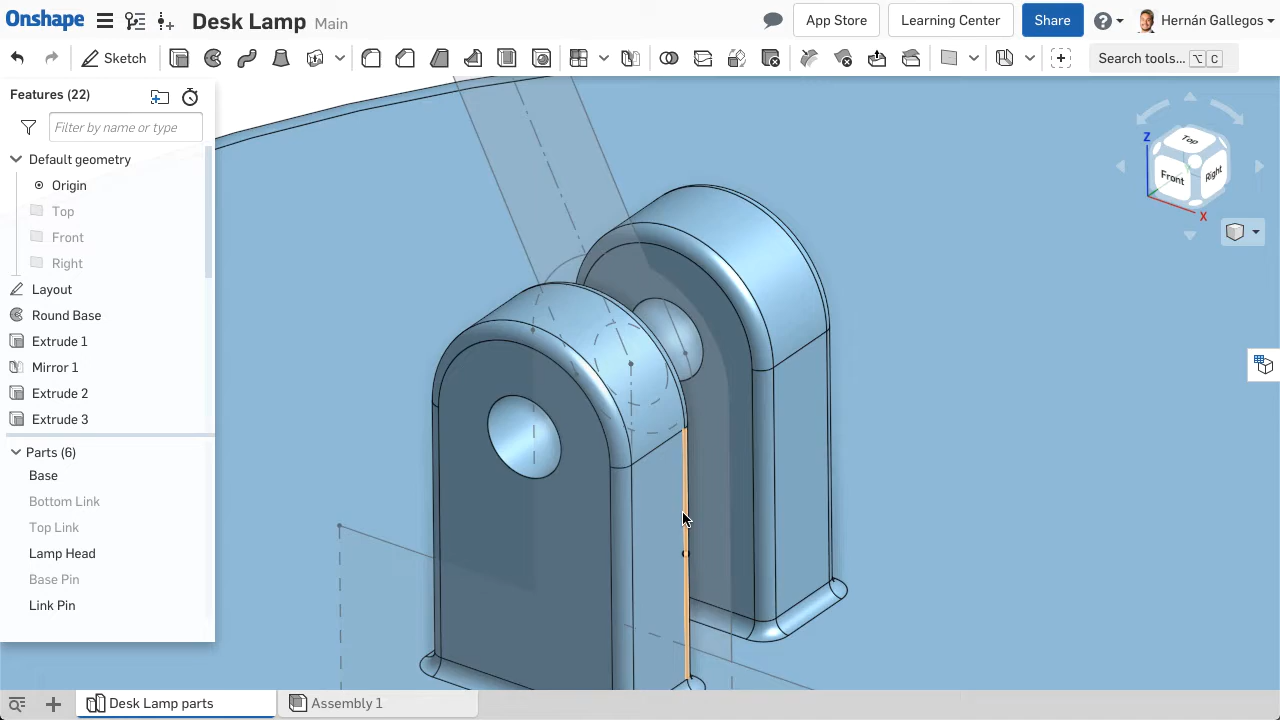 Onshape
Desk Lamp Main
App Store
Learning Center
Share
Hernán Gallegos
Sketch
Search tools... ⌥ C
Features (22)
Filter by name or type
Default geometry
Origin
Top
Front
Right
Layout
Round Base
Extrude 1
Mirror 1
Extrude 2
Extrude 3
Parts (6)
Base
Bottom Link
Top Link
Lamp Head
Base Pin
Link Pin
Z
Top
Front
Right
X
Desk Lamp parts
Assembly 1